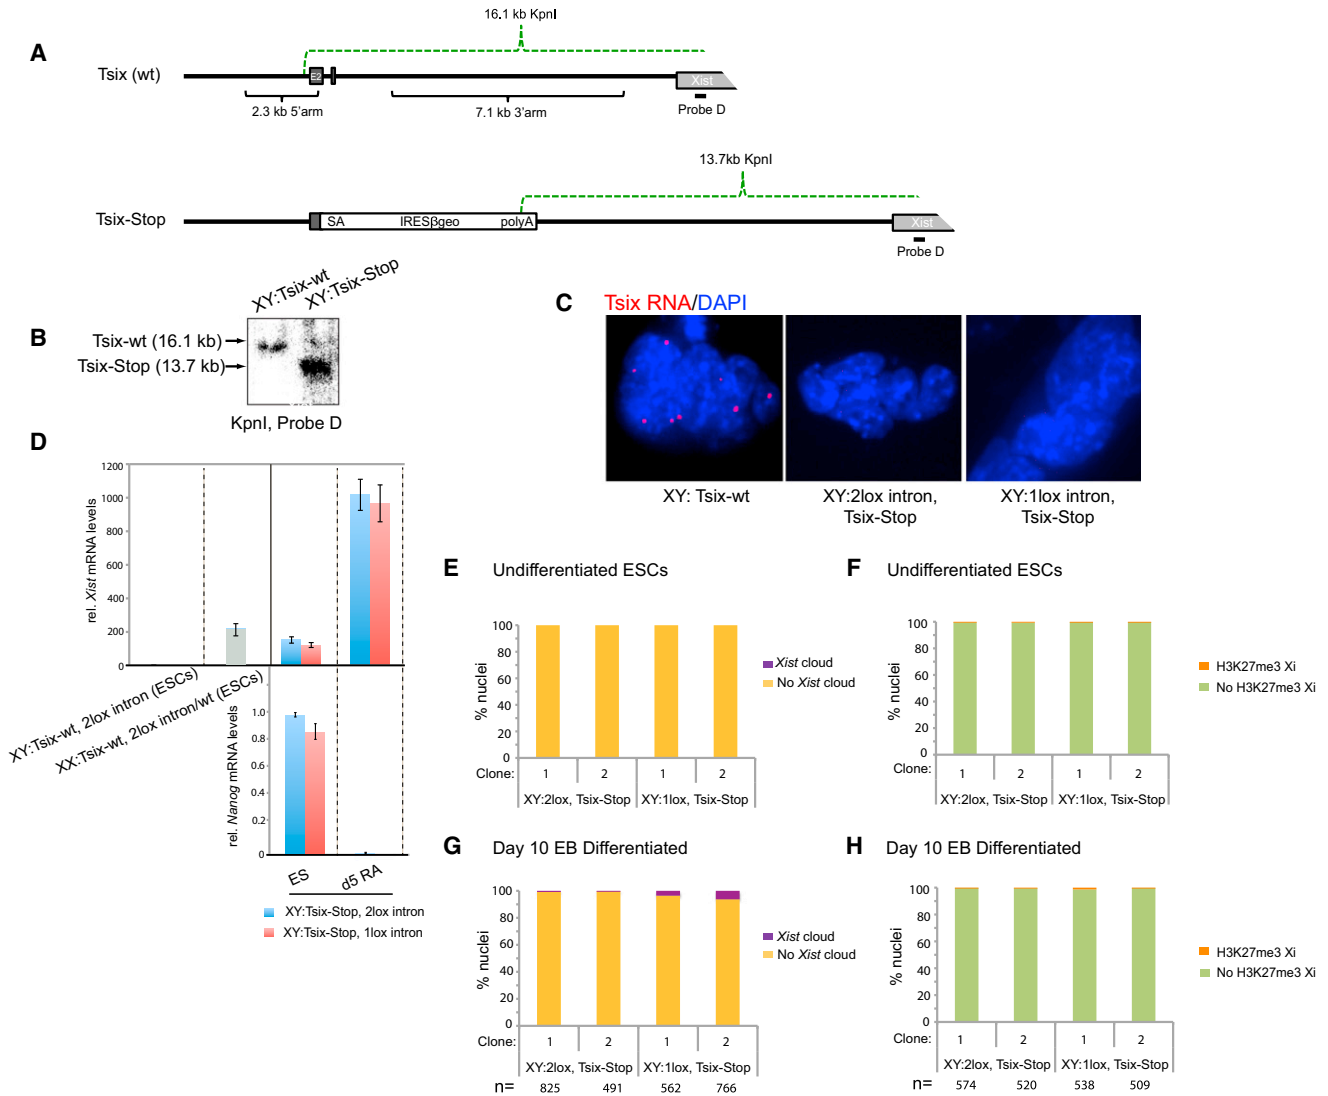 A
16.1 kb KpnI
Tsix (wt)
E2
Xist
2.3 kb 5'arm
7.1 kb 3'arm
Probe D
13.7kb KpnI
Tsix-Stop
SA
IRESβgeo
polyA
Xist
Probe D
B
XY:Tsix-wt
XY:Tsix-Stop
Tsix-wt (16.1 kb)
Tsix-Stop (13.7 kb)
KpnI, Probe D
C
Tsix RNA/DAPI
XY: Tsix-wt
XY:2lox intron,
Tsix-Stop
XY:1lox intron,
Tsix-Stop
D
rel. Xist mRNA levels
1200
1000
800
600
400
200
0
XY:Tsix-wt, 2lox intron (ESCs)
XX:Tsix-wt, 2lox intron/wt (ESCs)
rel. Nanog mRNA levels
1.0
0.8
0.6
0.4
0.2
0
ES
d5 RA
XY:Tsix-Stop, 2lox intron
XY:Tsix-Stop, 1lox intron
E
Undifferentiated ESCs
% nuclei
100
80
60
40
20
0
Clone:
1
2
1
2
XY:2lox, Tsix-Stop
XY:1lox, Tsix-Stop
Xist cloud
No Xist cloud
F
Undifferentiated ESCs
% nuclei
100
80
60
40
20
0
Clone:
1
2
1
2
XY:2lox, Tsix-Stop
XY:1lox, Tsix-Stop
H3K27me3 Xi
No H3K27me3 Xi
G
Day 10 EB Differentiated
% nuclei
100
80
60
40
20
0
Clone:
1
2
1
2
XY:2lox, Tsix-Stop
XY:1lox, Tsix-Stop
n=
825
491
562
766
Xist cloud
No Xist cloud
H
Day 10 EB Differentiated
% nuclei
100
80
60
40
20
0
Clone:
1
2
1
2
XY:2lox, Tsix-Stop
XY:1lox, Tsix-Stop
n=
574
520
538
509
H3K27me3 Xi
No H3K27me3 Xi